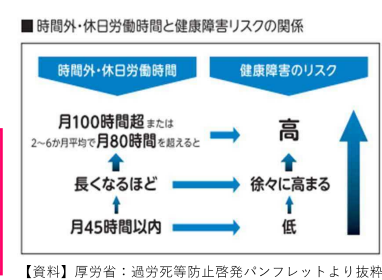 ■時間外・休日労働時間と健康障害リスクの関係
時間外・休日労働時間
健康障害のリスク
月100時間超または
2〜6か月平均で月80時間を超えると
高
長くなるほど
徐々に高まる
月45時間以内
低
【資料】厚労省：過労死等防止啓発パンフレットより抜粋